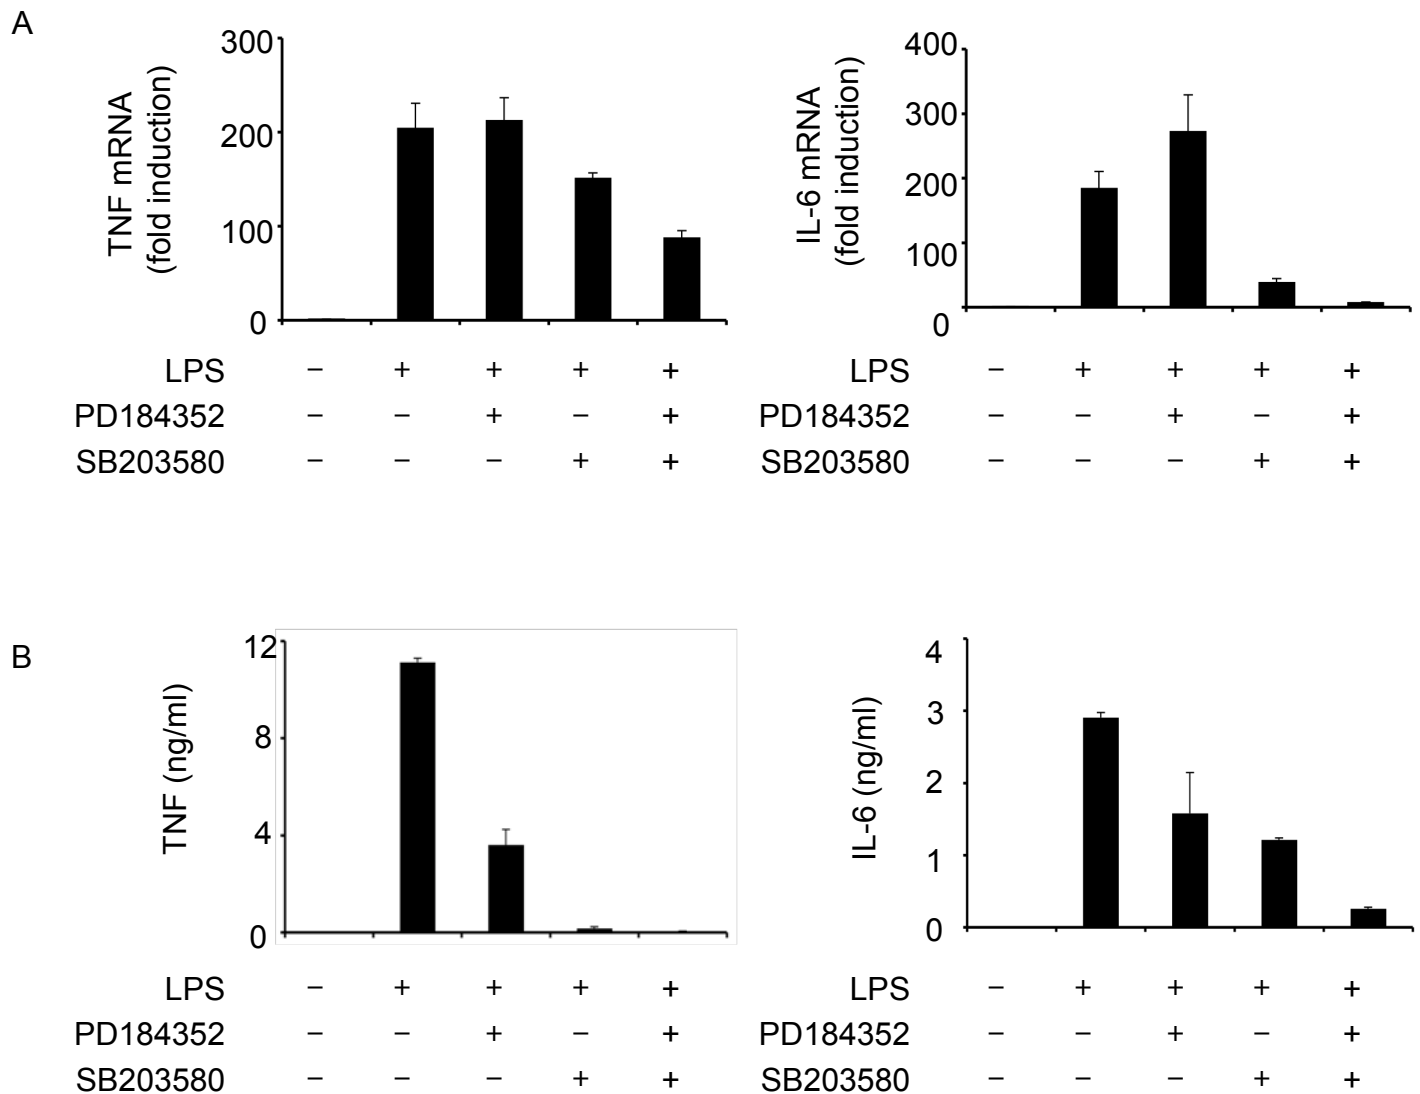 A
TNF mRNA
(fold induction)
300
200
100
0
LPS – + + + +
PD184352 – – + – +
SB203580 – – – + +
IL-6 mRNA
(fold induction)
400
300
200
100
0
LPS – + + + +
PD184352 – – + – +
SB203580 – – – + +
B
TNF (ng/ml)
12
8
4
0
LPS – + + + +
PD184352 – – + – +
SB203580 – – – + +
IL-6 (ng/ml)
4
3
2
1
0
LPS – + + + +
PD184352 – – + – +
SB203580 – – – + +